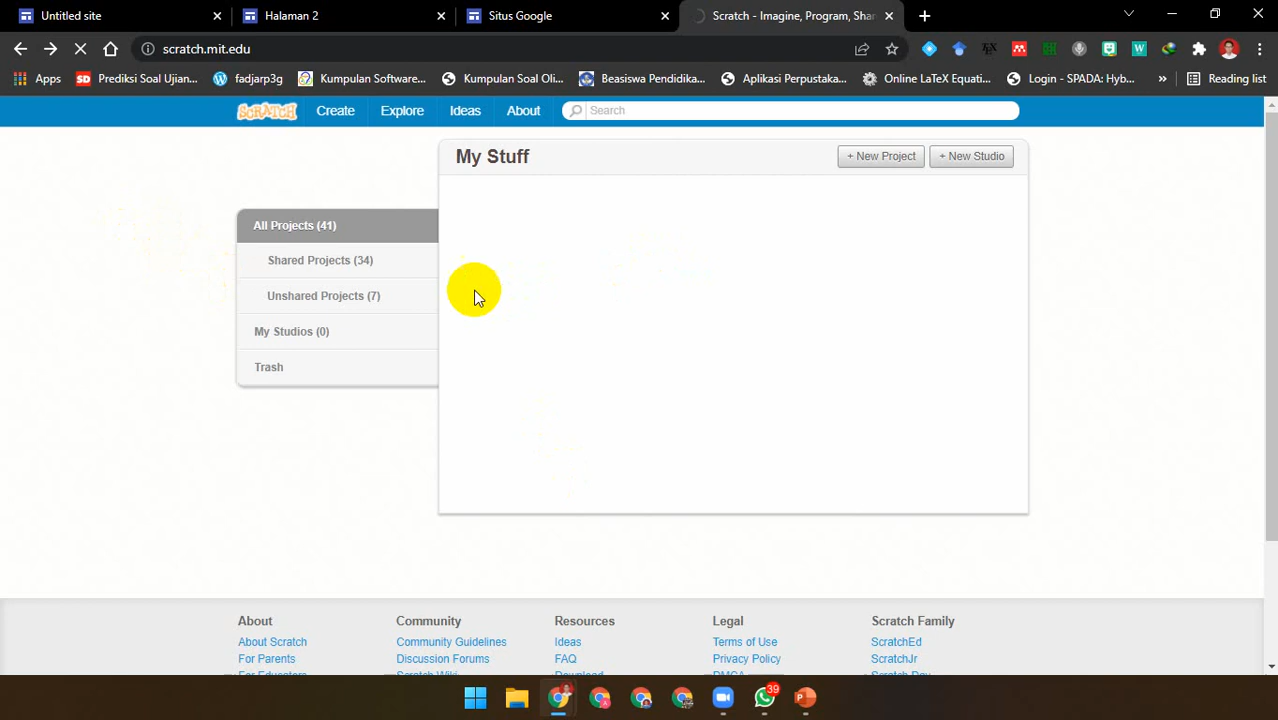 Untitled site
Halaman 2
Situs Google
Scratch - Imagine, Program, Shar
scratch.mit.edu
Apps
Prediksi Soal Ujian...
fadjarp3g
Kumpulan Software...
Kumpulan Soal Oli...
Beasiswa Pendidika...
Aplikasi Perpustaka...
Online LaTeX Equati...
Login - SPADA: Hyb...
»
Reading list
SCRATCH
Create
Explore
Ideas
About
Search
My Stuff
+ New Project
+ New Studio
All Projects (41)
Shared Projects (34)
Unshared Projects (7)
My Studios (0)
Trash
About
Community
Resources
Legal
Scratch Family
About Scratch
Community Guidelines
Ideas
Terms of Use
ScratchEd
For Parents
Discussion Forums
FAQ
Privacy Policy
ScratchJr
For Educators
Scratch Wiki
Download
DMCA
Scratch Day
39